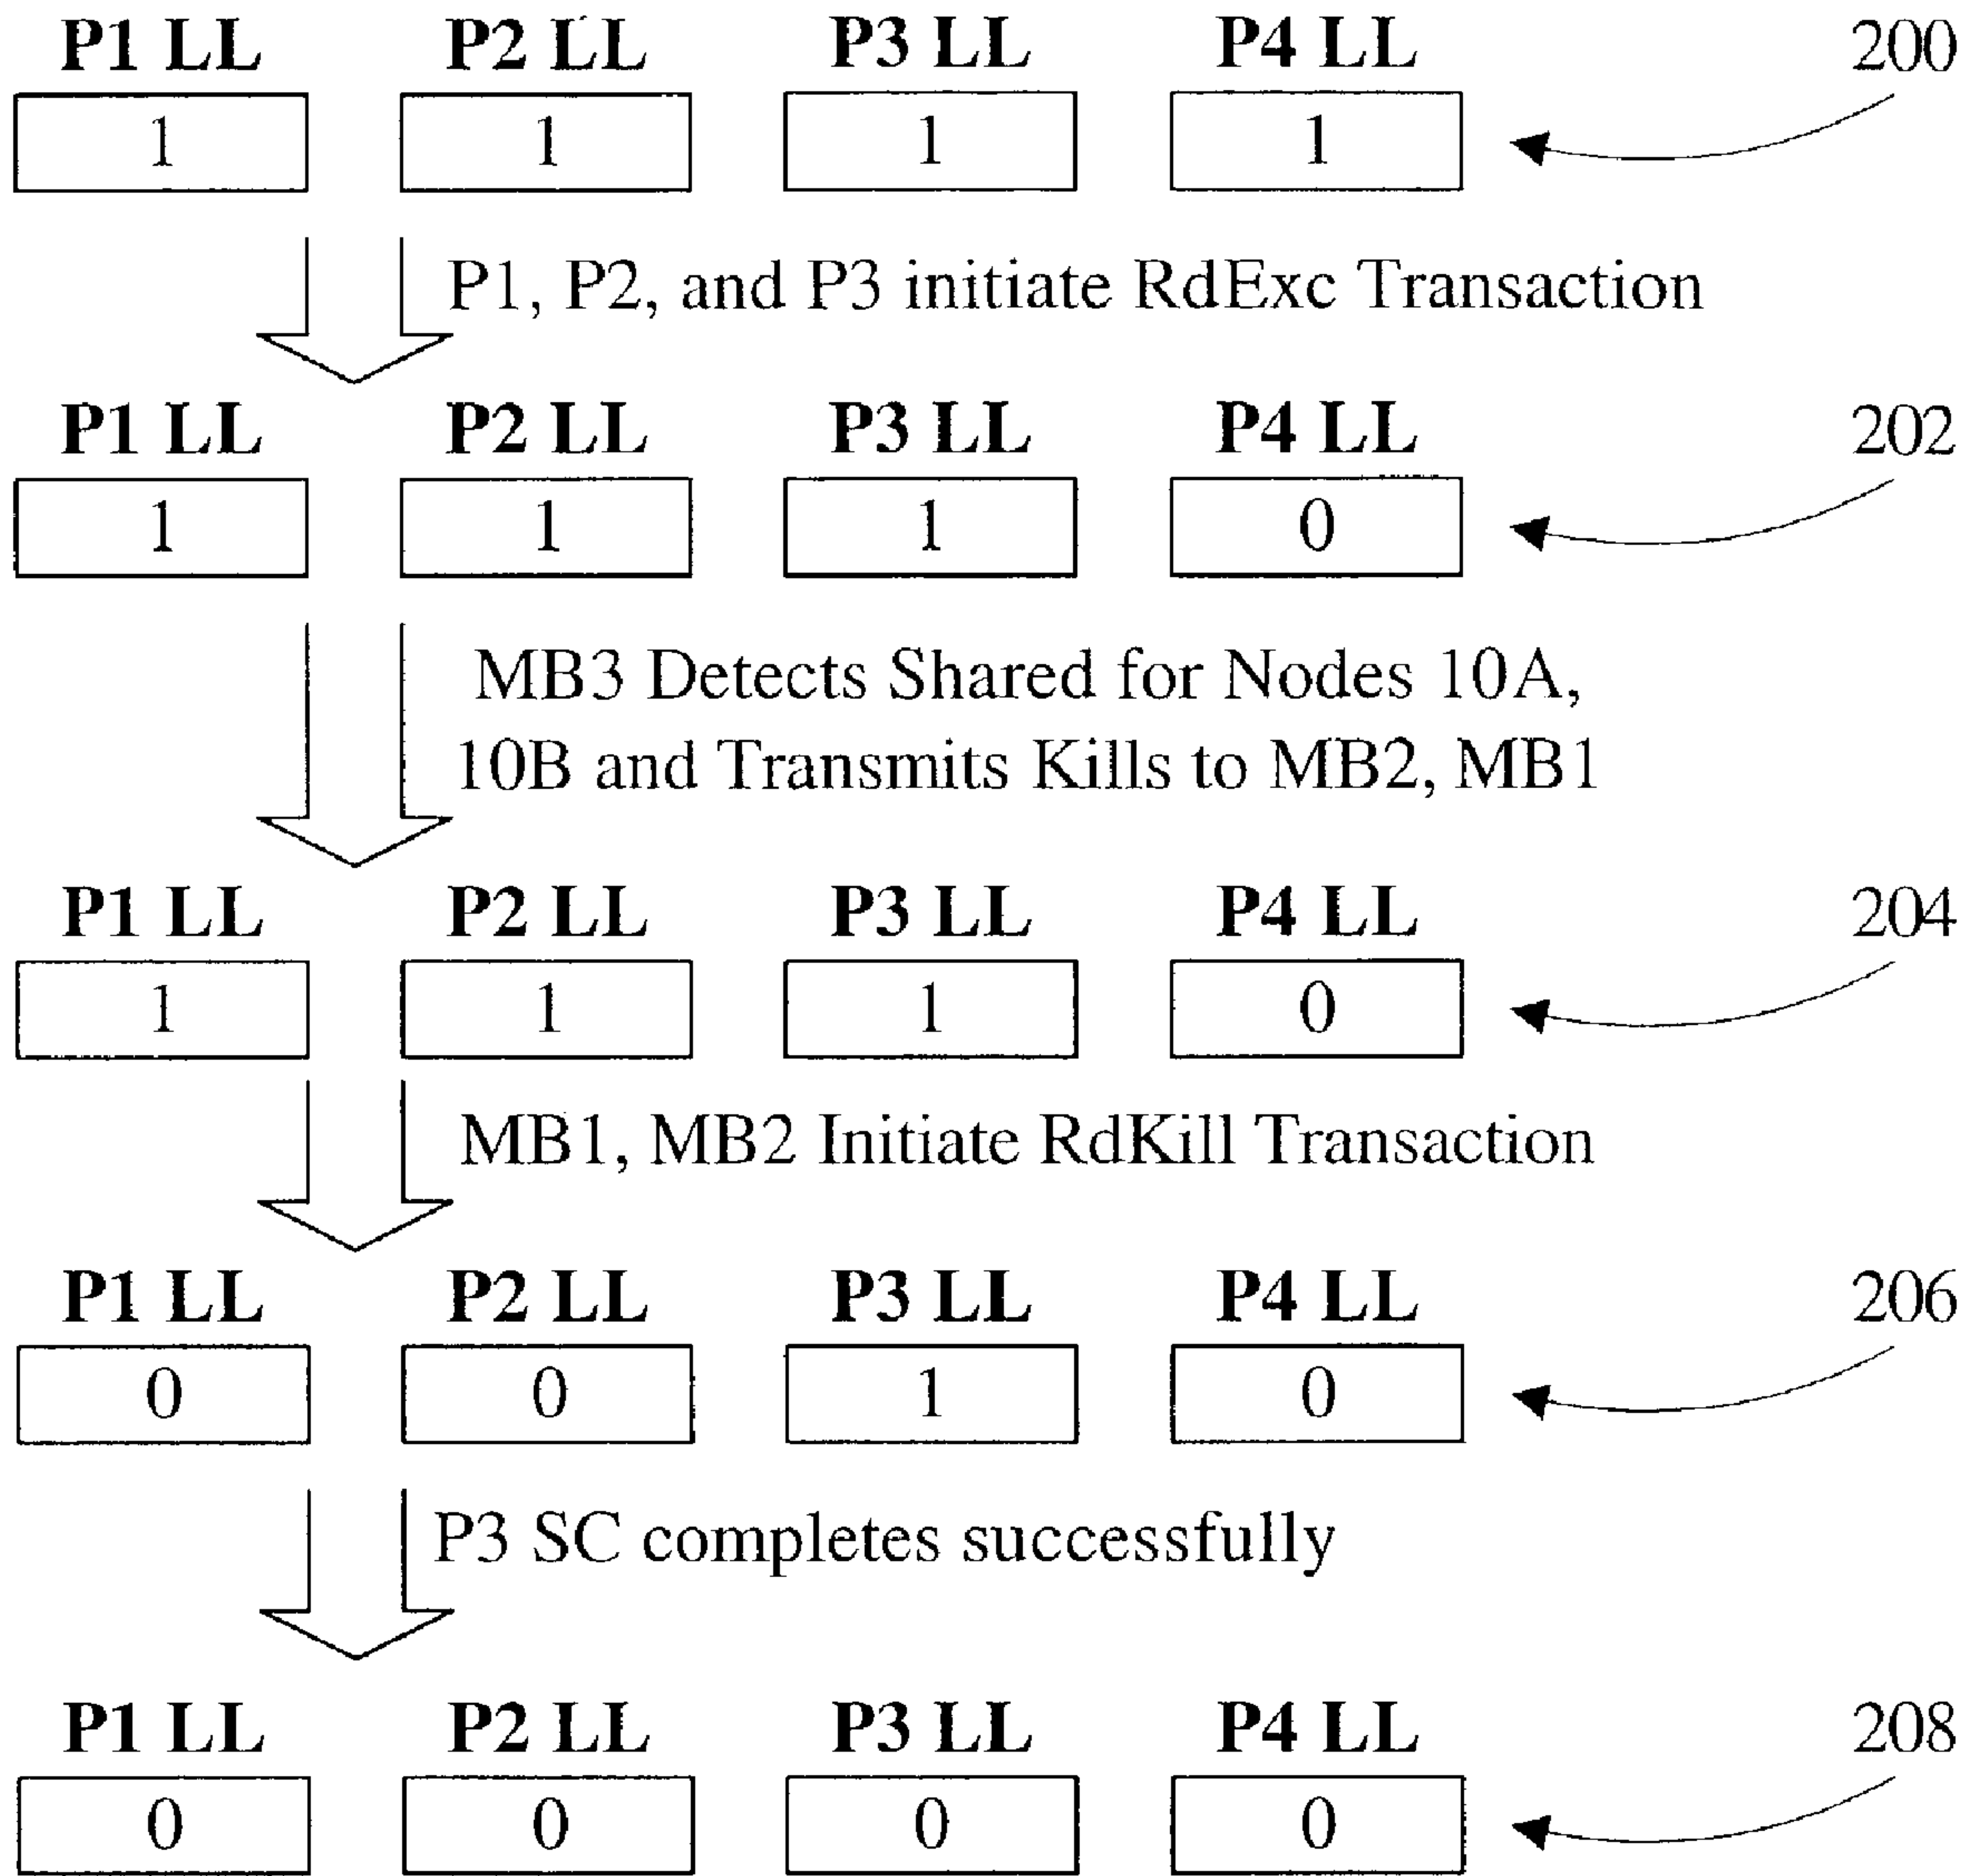 P1 LL P2 LL P3 LL P4 LL 200
1 1 1 1
P1, P2, and P3 initiate RdExc Transaction
P1 LL P2 LL P3 LL P4 LL 202
1 1 1 0
MB3 Detects Shared for Nodes 10A,
10B and Transmits Kills to MB2, MB1
P1 LL P2 LL P3 LL P4 LL 204
1 1 1 0
MB1, MB2 Initiate RdKill Transaction
P1 LL P2 LL P3 LL P4 LL 206
0 0 1 0
P3 SC completes successfully
P1 LL P2 LL P3 LL P4 LL 208
0 0 0 0